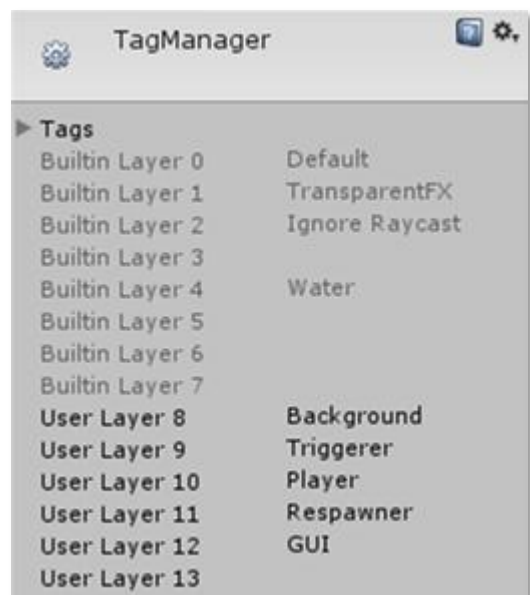 TagManager
Tags
Builtin Layer 0 Default
Builtin Layer 1 TransparentFX
Builtin Layer 2 Ignore Raycast
Builtin Layer 3
Builtin Layer 4 Water
Builtin Layer 5
Builtin Layer 6
Builtin Layer 7
User Layer 8 Background
User Layer 9 Triggerer
User Layer 10 Player
User Layer 11 Respawner
User Layer 12 GUI
User Layer 13